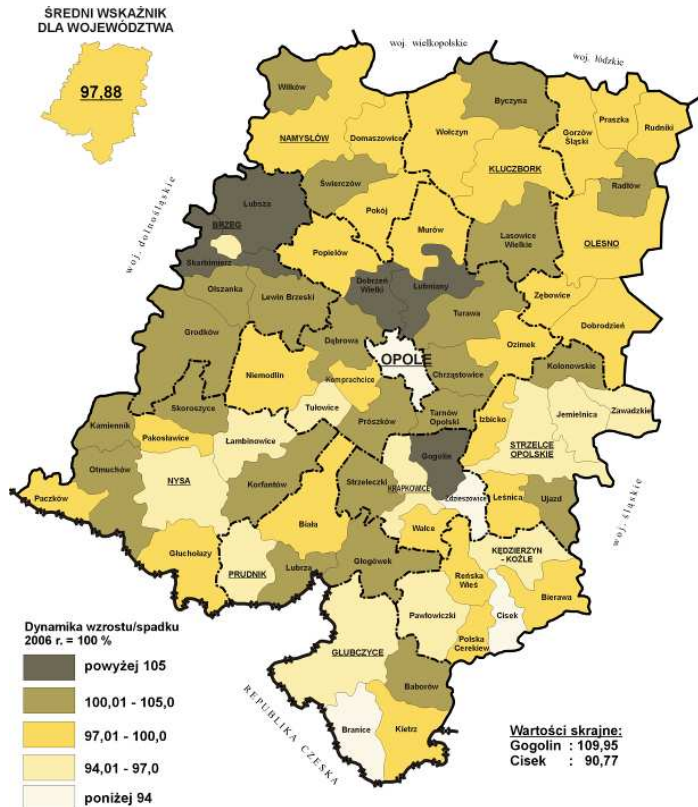 ŚREDNI WSKAŹNIK
DLA WOJEWÓDZTWA
97,88
woj. wielkopolskie
woj. łódzkie
woj. dolnośląskie
woj. śląskie
REPUBLIKA CZESKA
Wilków
Byczyna
NAMYSŁÓW
Domaszowice
Wołczyn
Gorzów
Śląski
Praszka
Rudniki
KLUCZBORK
Radłów
Świerczów
Lubsza
Pokój
Murów
Lasowice
Wielkie
OLESNO
BRZEG
Skarbimierz
Popielów
Olszanka
Lewin Brzeski
Dobrzeń
Wielki
Łubniany
Turawa
Zębowice
Dobrodzień
Grodków
Dąbrowa
OPOLE
Ozimek
Chrząstowice
Kolonowskie
Niemodlin
Komprachcice
Tułowice
Skoroszyce
Prószków
Tarnów
Opolski
Izbicko
Jemielnica
Zawadzkie
STRZELCE
OPOLSKIE
Kamiennik
Pakosławice
Łambinowice
Gogolin
Otmuchów
NYSA
Korfantów
Strzeleczki
KRAPKOWICE
Zdzieszowice
Leśnica
Ujazd
Paczków
Biała
Walce
Głuchołazy
PRUDNIK
Lubrza
Głogówek
KĘDZIERZYN
- KOŹLE
Reńska
Wieś
Bierawa
Cisek
Pawłowiczki
Polska
Cerekiew
GŁUBCZYCE
Baborów
Branice
Kietrz
Dynamika wzrostu/spadku
2006 r. = 100 %
powyżej 105
100,01 - 105,0
97,01 - 100,0
94,01 - 97,0
poniżej 94
Wartości skrajne:
Gogolin : 109,95
Cisek : 90,77